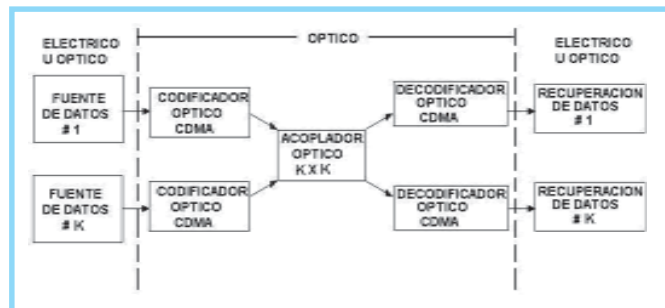 ELECTRICO
U OPTICO
OPTICO
ELECTRICO
U OPTICO
FUENTE
DE DATOS
# 1
CODIFICADOR
OPTICO
CDMA
ACOPLADOR
OPTICO
K X K
DECODIFICADOR
OPTICO
CDMA
RECUPERACION
DE DATOS
# 1
FUENTE
DE DATOS
# K
CODIFICADOR
OPTICO
CDMA
DECODIFICADOR
OPTICO
CDMA
RECUPERACION
DE DATOS
# K